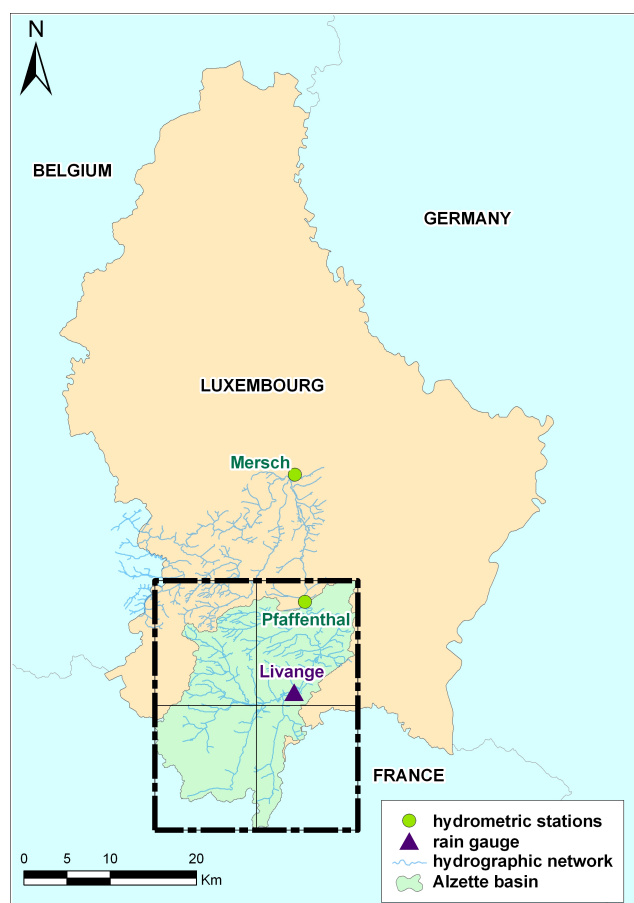 N
BELGIUM
GERMANY
LUXEMBOURG
Mersch
Pfaffenthal
Livange
FRANCE
hydrometric stations
rain gauge
hydrographic network
Alzette basin
0 5 10 20
Km